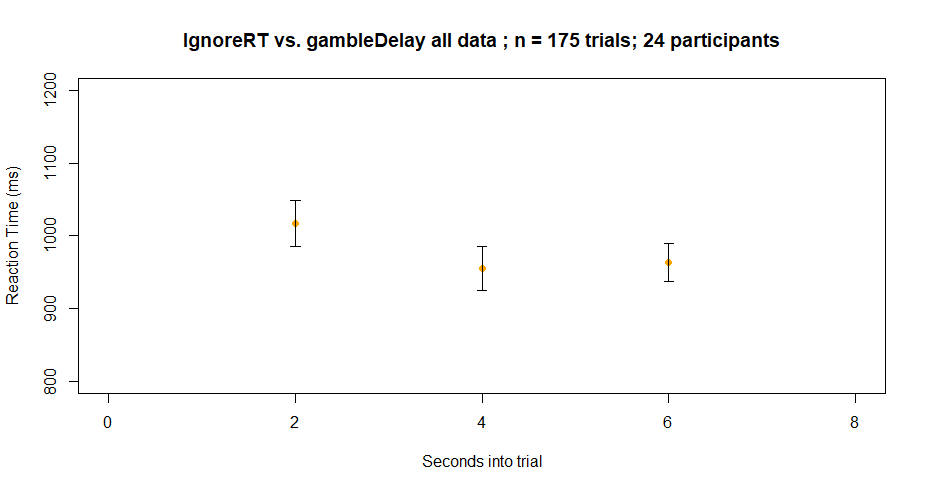 IgnoreRT vs. gambleDelay all data ; n = 175 trials; 24 participants
Reaction Time (ms)
1200
1100
1000
900
800
0 2 4 6 8
Seconds into trial